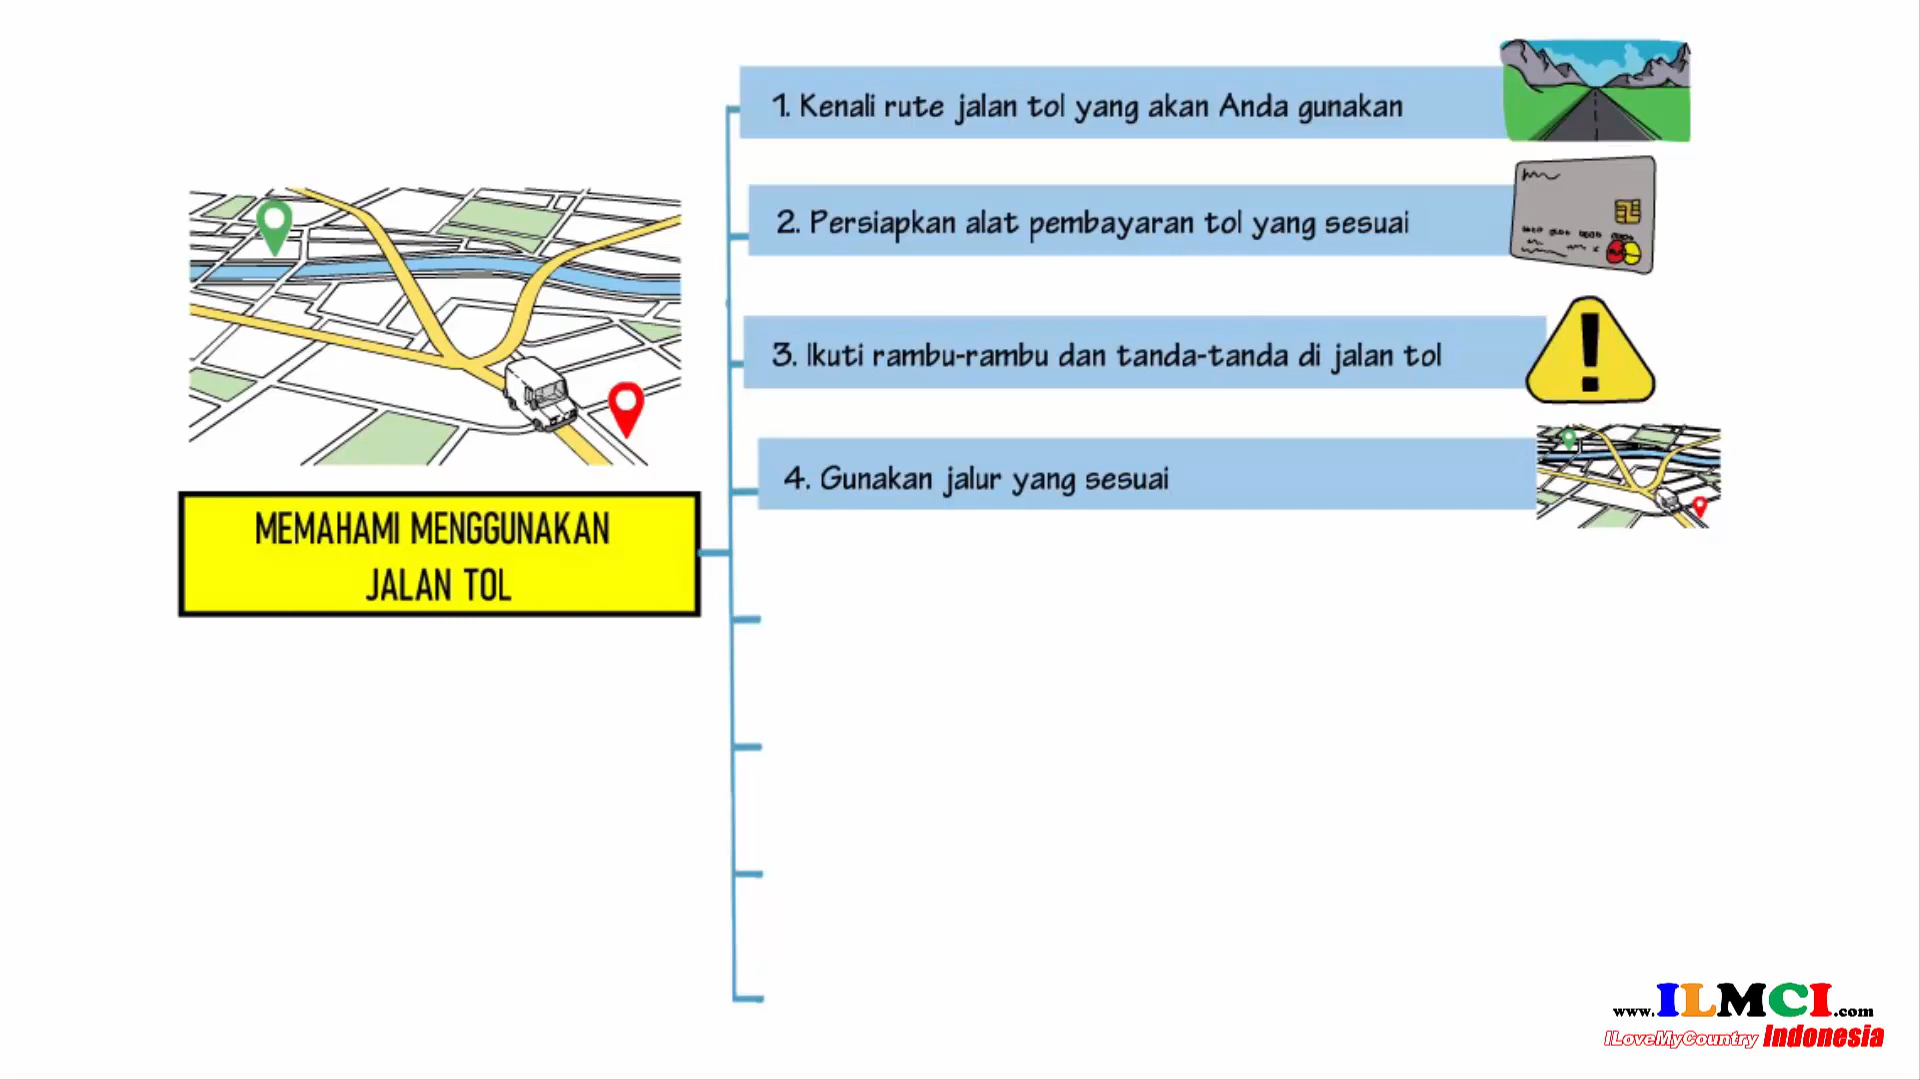 1. Kenali rute jalan tol yang akan Anda gunakan
2. Persiapkan alat pembayaran tol yang sesuai
3. Ikuti rambu-rambu dan tanda-tanda di jalan tol
4. Gunakan jalur yang sesuai
MEMAHAMI MENGGUNAKAN
JALAN TOL
www.ILMCI.com
ILoveMyCountry Indonesia